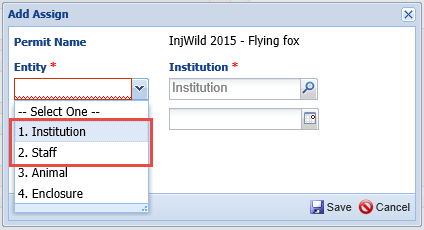 Add Assign
Permit Name InjWild 2015 - Flying fox
Entity * Institution *
Institution
-- Select One --
1. Institution
2. Staff
3. Animal
4. Enclosure
Save Cancel